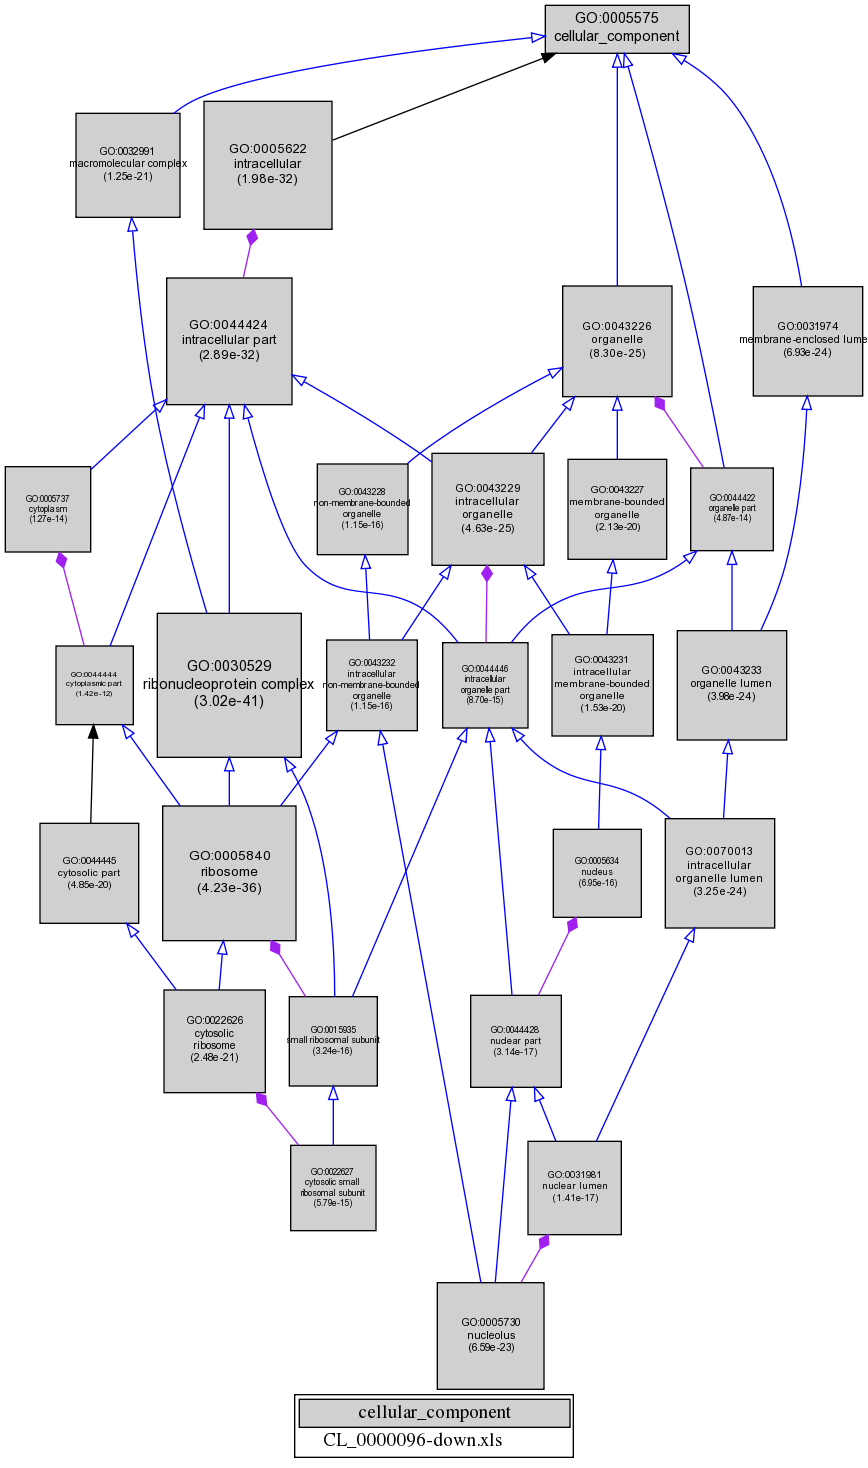 GO:0005575
cellular_component
GO:0032991
macromolecular complex
(1.25e-21)
GO:0005622
intracellular
(1.98e-32)
GO:0044424
intracellular part
(2.89e-32)
GO:0043226
organelle
(8.30e-25)
GO:0031974
membrane-enclosed lume
(6.93e-24)
GO:0005737
cytoplasm
(1.27e-14)
GO:0043228
non-membrane-bounded
organelle
(1.15e-16)
GO:0043229
intracellular
organelle
(4.63e-25)
GO:0043227
membrane-bounded
organelle
(2.13e-20)
GO:0044422
organelle part
(4.87e-14)
GO:0044444
cytoplasmic part
(1.42e-12)
GO:0030529
ribonucleoprotein complex
(3.02e-41)
GO:0043232
intracellular
non-membrane-bounded
organelle
(1.15e-16)
GO:0044446
intracellular
organelle part
(8.70e-15)
GO:0043231
intracellular
membrane-bounded
organelle
(1.53e-20)
GO:0043233
organelle lumen
(3.98e-24)
GO:0044445
cytosolic part
(4.85e-20)
GO:0005840
ribosome
(4.23e-36)
GO:0005634
nucleus
(6.95e-16)
GO:0070013
intracellular
organelle lumen
(3.25e-24)
GO:0022626
cytosolic
ribosome
(2.48e-21)
GO:0015935
small ribosomal subunit
(3.24e-16)
GO:0044428
nuclear part
(3.14e-17)
GO:0022627
cytosolic small
ribosomal subunit
(5.79e-15)
GO:0031981
nuclear lumen
(1.41e-17)
GO:0005730
nucleolus
(6.59e-23)
cellular_component
CL_0000096-down.xls